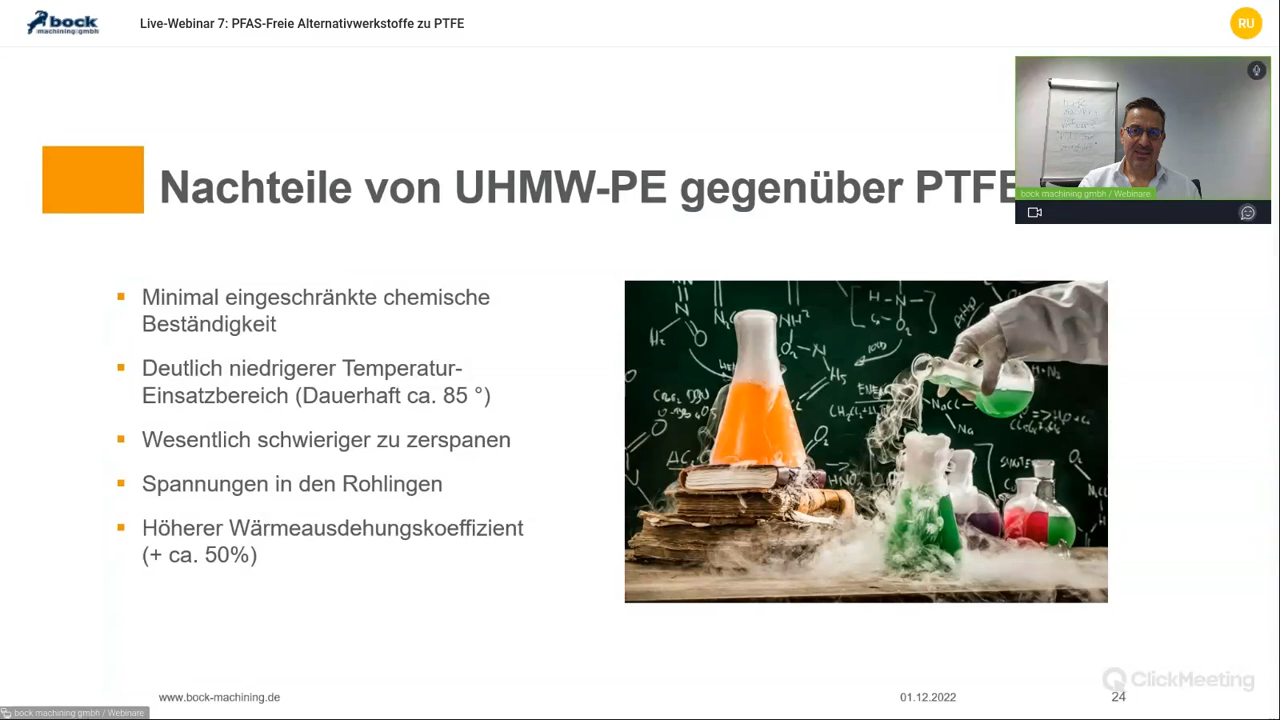 bock
machining gmbh
Live-Webinar 7: PFAS-Freie Alternativwerkstoffe zu PTFE
RU
Nachteile von UHMW-PE gegenüber PTFE
bock machining gmbh / Webinare
Minimal eingeschränkte chemische
Beständigkeit
Deutlich niedrigerer Temperatur-
Einsatzbereich (Dauerhaft ca. 85 °)
Wesentlich schwieriger zu zerspanen
Spannungen in den Rohlingen
Höherer Wärmeausdehungskoeffizient
(+ ca. 50%)
www.bock-machining.de
01.12.2022
24
ClickMeeting
bock machining gmbh / Webinare